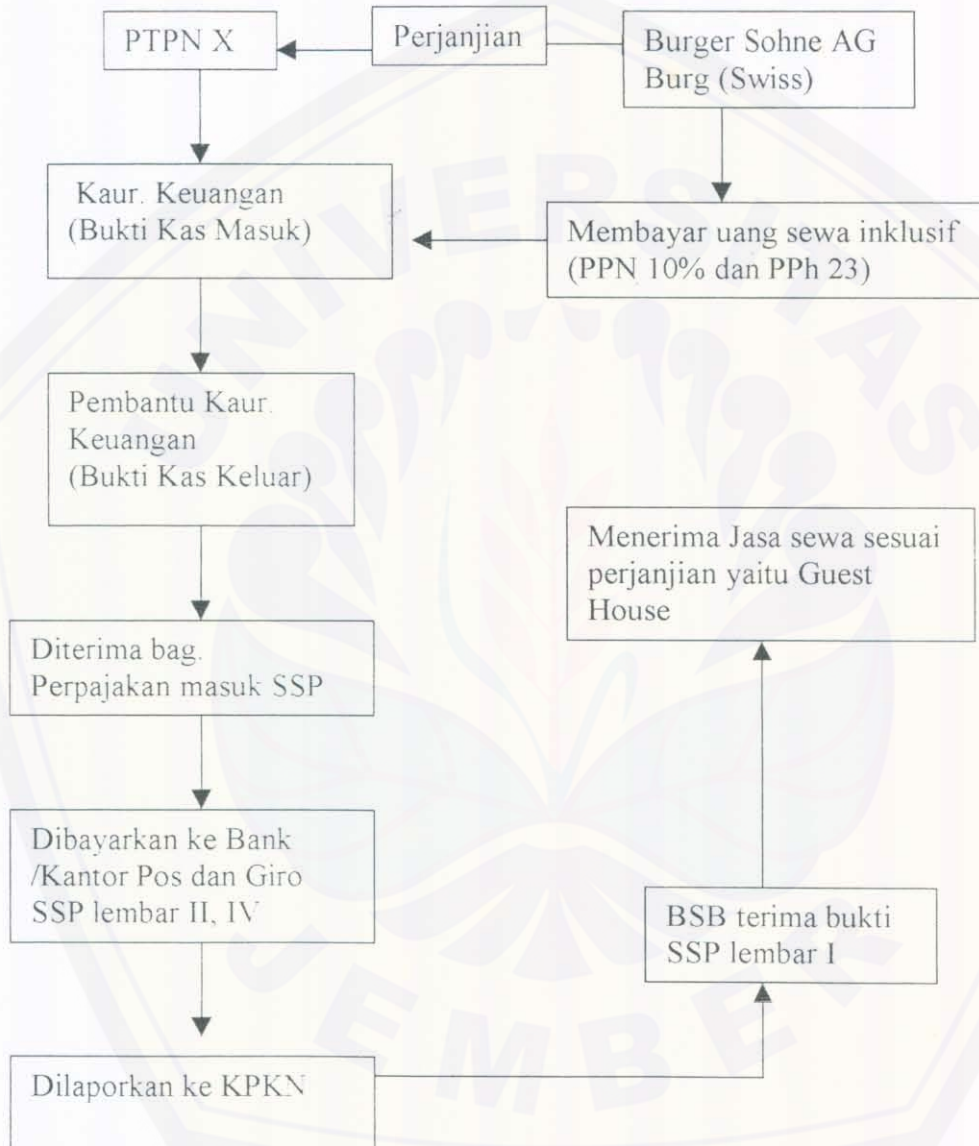 PTPN X
Perjanjian
Burger Sohne AG
Burg (Swiss)
Kaur. Keuangan
(Bukti Kas Masuk)
Membayar uang sewa inklusif
(PPN 10% dan PPh 23)
Pembantu Kaur.
Keuangan
(Bukti Kas Keluar)
Menerima Jasa sewa sesuai
perjanjian yaitu Guest
House
Diterima bag.
Perpajakan masuk SSP
Dibayarkan ke Bank
/Kantor Pos dan Giro
SSP lembar II, IV
BSB terima bukti
SSP lembar I
Dilaporkan ke KPKN
UNIVERSITAS
JEMBER